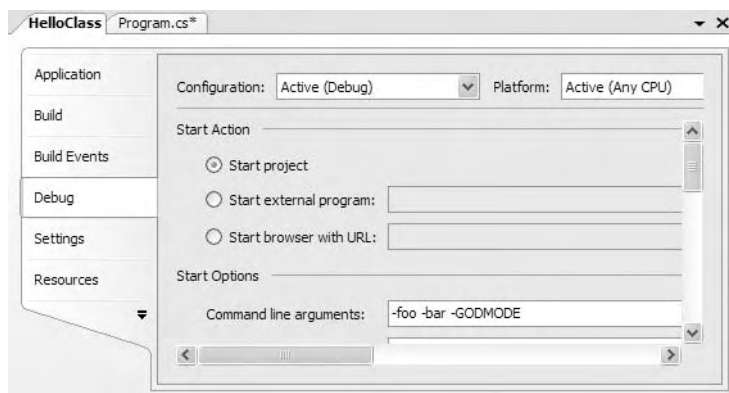 HelloClass Program.cs*
Application
Build
Build Events
Debug
Settings
Resources
Configuration: Active (Debug) Platform: Active (Any CPU)
Start Action
Start project
Start external program:
Start browser with URL:
Start Options
Command line arguments: -foo -bar -GODMODE